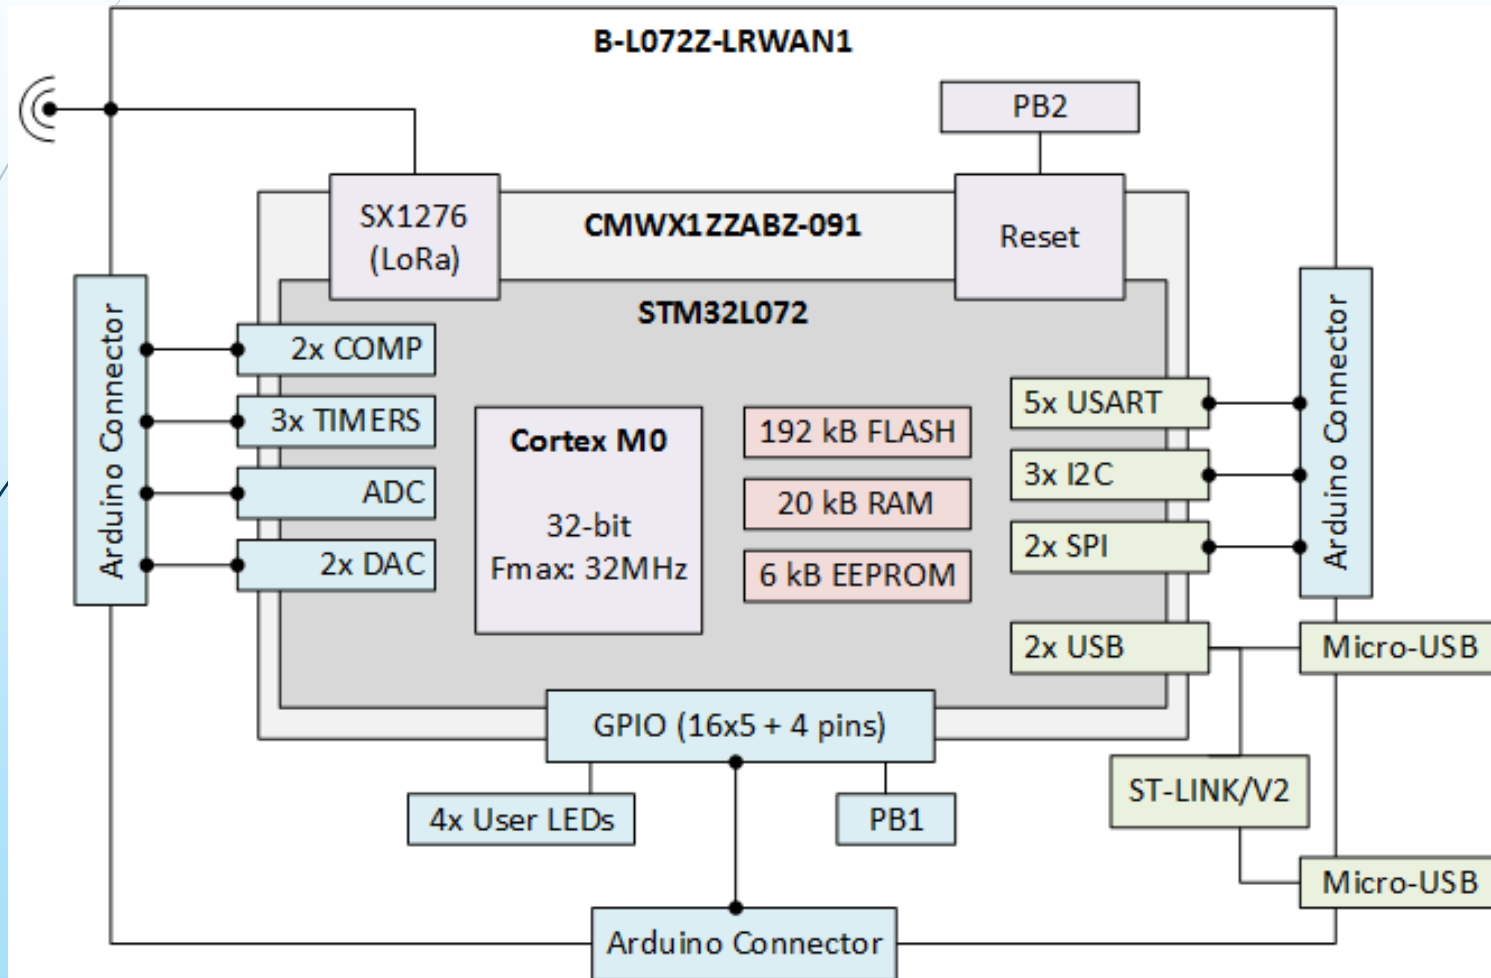 B-L072Z-LRWAN1
PB2
SX1276
(LoRa)
CMWX1ZZABZ-091
Reset
STM32L072
Arduino Connector
2x COMP
3x TIMERS
ADC
2x DAC
Cortex M0
32-bit
Fmax: 32MHz
192 kB FLASH
20 kB RAM
6 kB EEPROM
5x USART
3x I2C
2x SPI
2x USB
Arduino Connector
Micro-USB
GPIO (16x5 + 4 pins)
4x User LEDs
PB1
ST-LINK/V2
Micro-USB
Arduino Connector